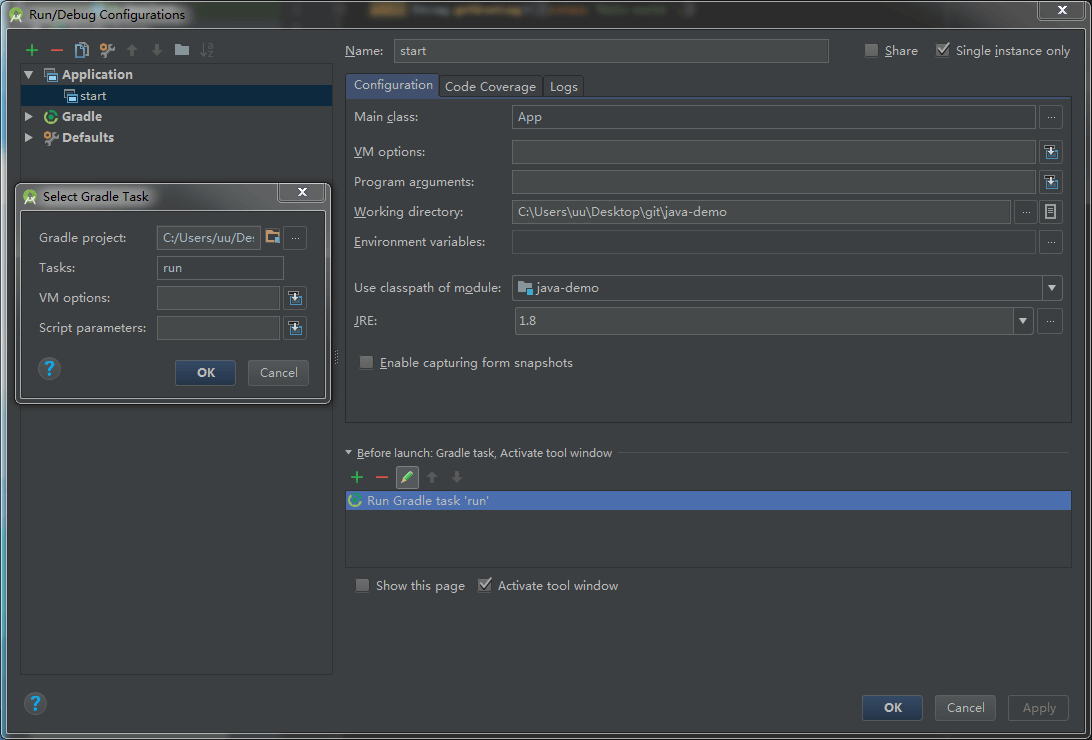 Run/Debug Configurations
Name: start Share Single instance only
Application
start
Gradle
Defaults
Configuration Code Coverage Logs
Main class: App ...
VM options:
Program arguments:
Working directory: C:\Users\uu\Desktop\git\java-demo ...
Environment variables: ...
Use classpath of module: java-demo
JRE: 1.8 ...
Enable capturing form snapshots
Select Gradle Task
Gradle project: C:/Users/uu/De ...
Tasks: run
VM options:
Script parameters:
? OK Cancel
Before launch: Gradle task, Activate tool window
Run Gradle task 'run'
Show this page Activate tool window
? OK Cancel Apply